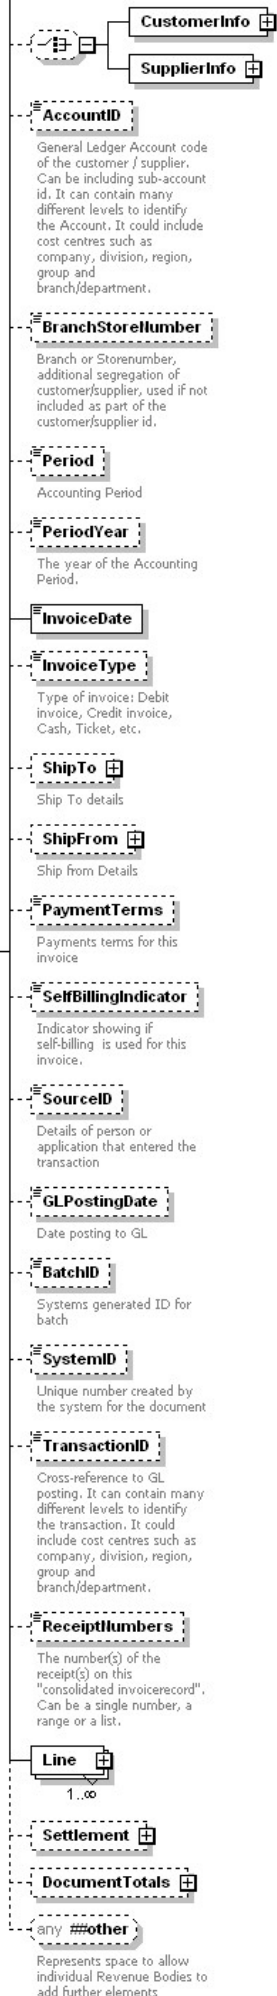 CustomerInfo
SupplierInfo
AccountID
General Ledger Account code
of the customer / supplier.
Can be including sub-account
id. It can contain many
different levels to identify
the Account. It could include
cost centres such as
company, division, region,
group and
branch/department.
BranchStoreNumber
Branch or Storenumber,
additional segregation of
customer/supplier, used if not
included as part of the
customer/supplier id.
Period
Accounting Period
PeriodYear
The year of the Accounting
Period.
InvoiceDate
InvoiceType
Type of invoice: Debit
invoice, Credit invoice,
Cash, Ticket, etc.
ShipTo
Ship To details
ShipFrom
Ship from Details
PaymentTerms
Payments terms for this
invoice
SelfBillingIndicator
Indicator showing if
self-billing is used for this
invoice.
SourceID
Details of person or
application that entered the
transaction
GLPostingDate
Date posting to GL
BatchID
Systems generated ID for
batch
SystemID
Unique number created by
the system for the document
TransactionID
Cross-reference to GL
posting. It can contain many
different levels to identify
the transaction. It could
include cost centres such as
company, division, region,
group and
branch/department.
ReceiptNumbers
The number(s) of the
receipt(s) on this
"consolidated invoicerecord".
Can be a single number, a
range or a list.
Line
1..∞
Settlement
DocumentTotals
any ##other
Represents space to allow
individual Revenue Bodies to
add further elements